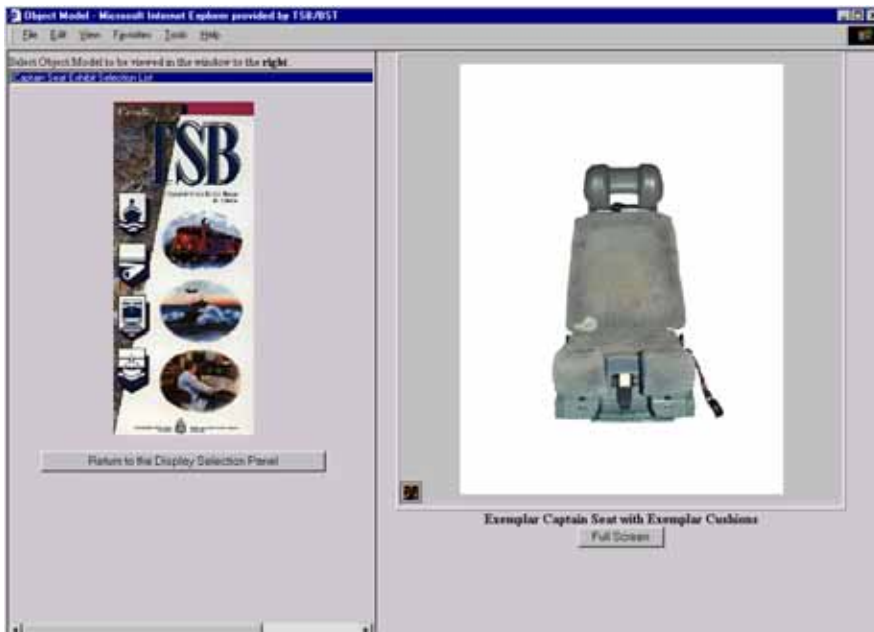 Object Model - Microsoft Internet Explorer provided by TSB/BST
File Edit View Favorites Tools Help
Select Object Model to be viewed in the window to the right.
Captain Seat Exhibit Selection List
TSB
Return to the Display Selection Panel
Exemplar Captain Seat with Exemplar Cushions
Full Screen